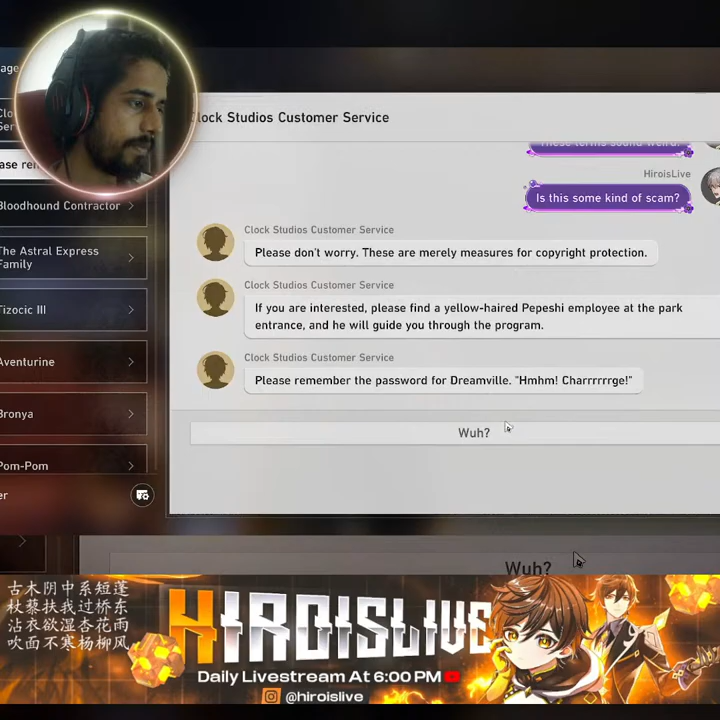 Clock Studios Customer Service
These terms sound weird.
HiroisLive
Is this some kind of scam?
Bloodhound Contractor
Clock Studios Customer Service
Please don't worry. These are merely measures for copyright protection.
The Astral Express
Family
Clock Studios Customer Service
If you are interested, please find a yellow-haired Pepeshi employee at the park
entrance, and he will guide you through the program.
Tizocic III
Clock Studios Customer Service
Please remember the password for Dreamville. "Hmhm! Charrrrrrge!"
Aventurine
Bronya
Wuh?
Pom-Pom
Wuh?
古木阴中系短蓬
杖藜扶我过桥东
沾衣欲湿杏花雨
吹面不寒杨柳风
HIROISLIVE
Daily Livestream At 6:00 PM
@hiroislive